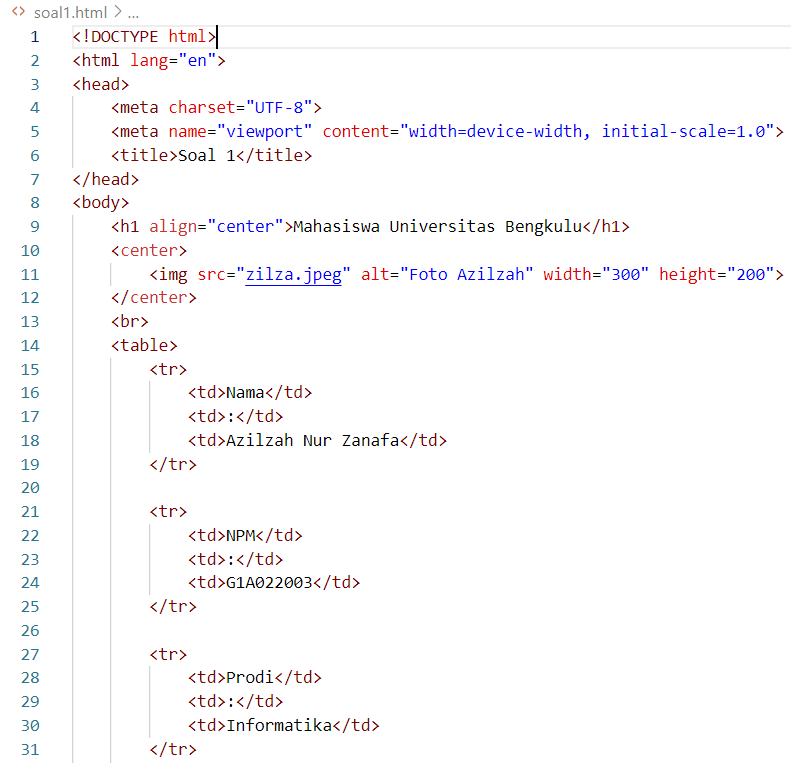 soal1.html > ...
1 <!DOCTYPE html>
2 <html lang="en">
3 <head>
4     <meta charset="UTF-8">
5     <meta name="viewport" content="width=device-width, initial-scale=1.0">
6     <title>Soal 1</title>
7 </head>
8 <body>
9     <h1 align="center">Mahasiswa Universitas Bengkulu</h1>
10     <center>
11         <img src="zilza.jpeg" alt="Foto Azilzah" width="300" height="200">
12     </center>
13     <br>
14     <table>
15         <tr>
16             <td>Nama</td>
17             <td>:</td>
18             <td>Azilzah Nur Zanafa</td>
19         </tr>
20
21         <tr>
22             <td>NPM</td>
23             <td>:</td>
24             <td>G1A022003</td>
25         </tr>
26
27         <tr>
28             <td>Prodi</td>
29             <td>:</td>
30             <td>Informatika</td>
31         </tr>